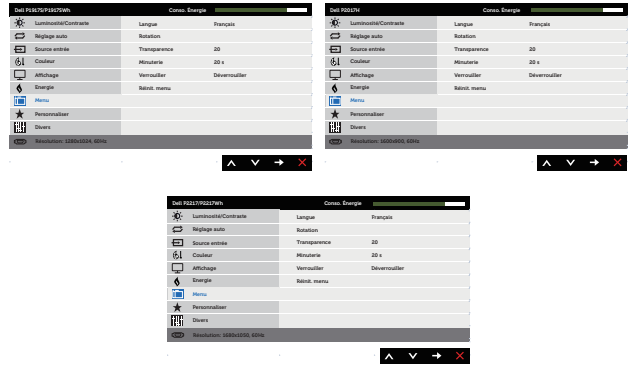 Dell P1917S/P1917SWh Conso. Énergie
Luminosité/Contraste Langue Français
Réglage auto Rotation
Source entrée Transparence 20
Couleur Minuterie 20 s
Affichage Verrouiller Déverrouiller
Energie Réinit. menu
Menu
Personnaliser
Divers
Résolution: 1280x1024, 60Hz
Dell P2017H Conso. Énergie
Luminosité/Contraste Langue Français
Réglage auto Rotation
Source entrée Transparence 20
Couleur Minuterie 20 s
Affichage Verrouiller Déverrouiller
Energie Réinit. menu
Menu
Personnaliser
Divers
Résolution: 1600x900, 60Hz
Dell P2217/P2217Wh Conso. Énergie
Luminosité/Contraste Langue Français
Réglage auto Rotation
Source entrée Transparence 20
Couleur Minuterie 20 s
Affichage Verrouiller Déverrouiller
Energie Réinit. menu
Menu
Personnaliser
Divers
Résolution: 1680x1050, 60Hz